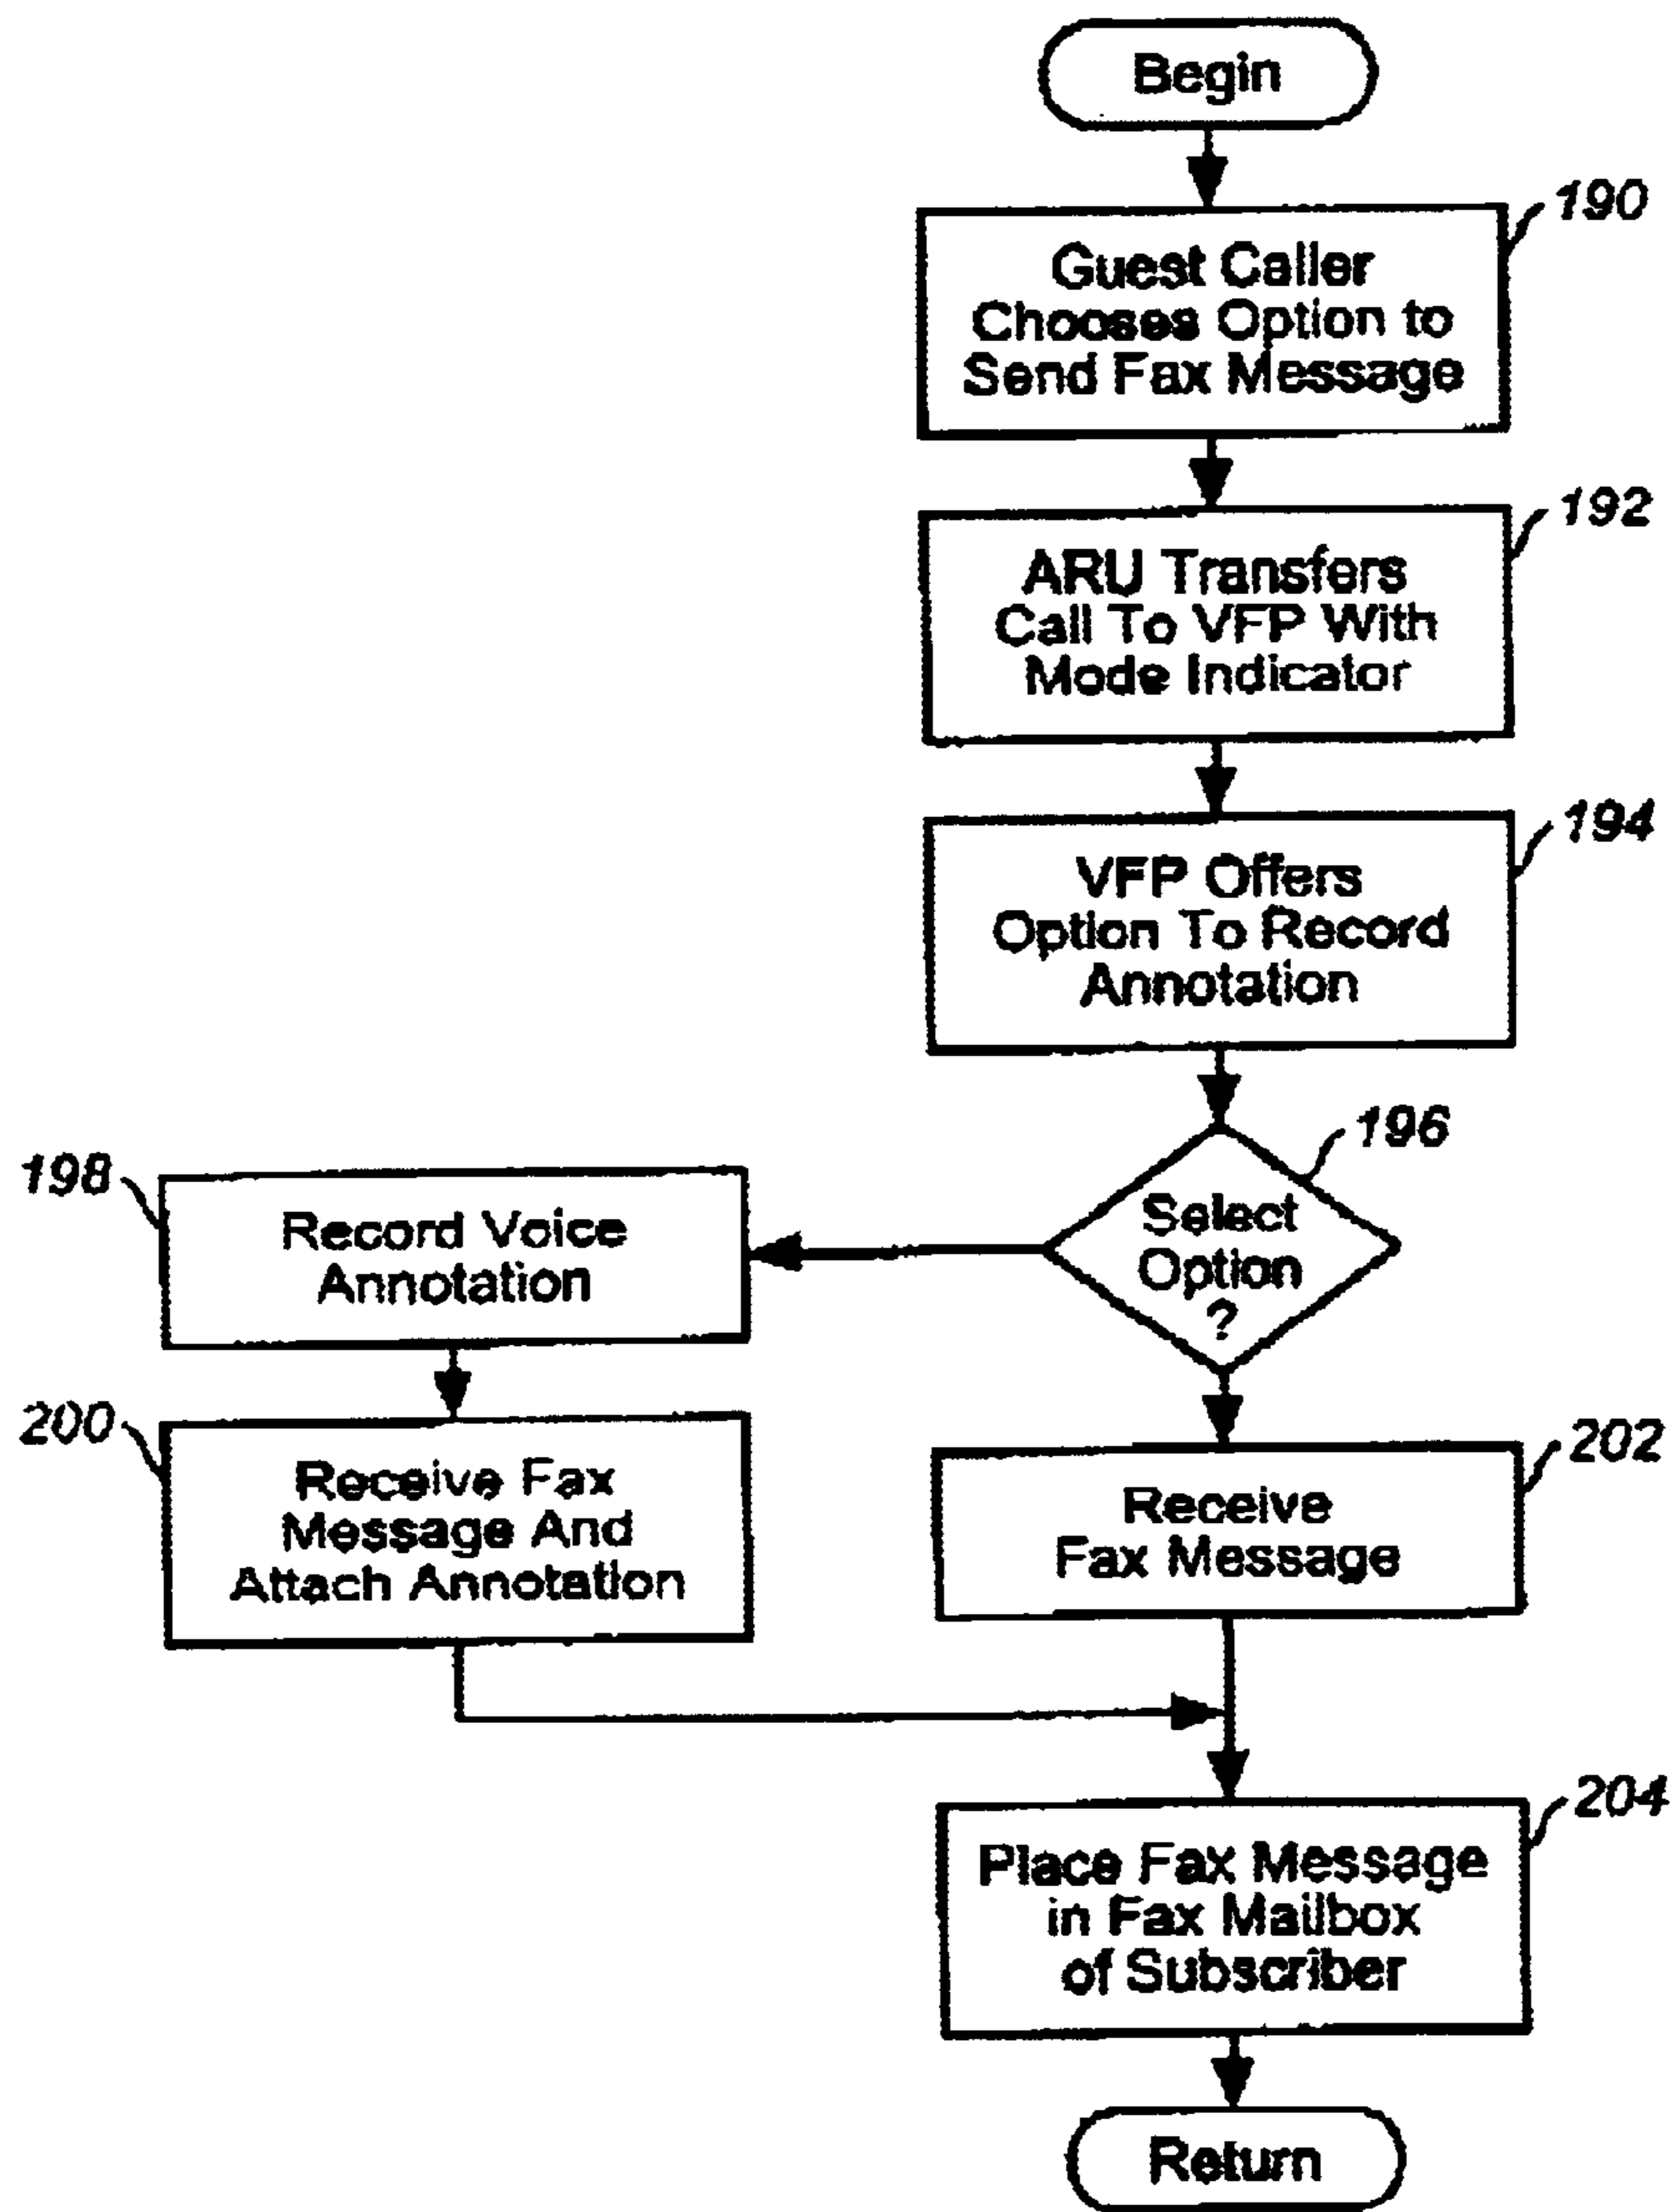 Begin
190
Guest Caller
Chooses Option to
Send Fax Message
192
ARU Transfers
Call To VFP With
Mode Indicator
194
VFP Offers
Option To Record
Annotation
196
Select
Option
?
198
Record Voice
Annotation
200
Receive Fax
Message And
Attach Annotation
202
Receive
Fax Message
204
Place Fax Message
in Fax Mailbox
of Subscriber
Return